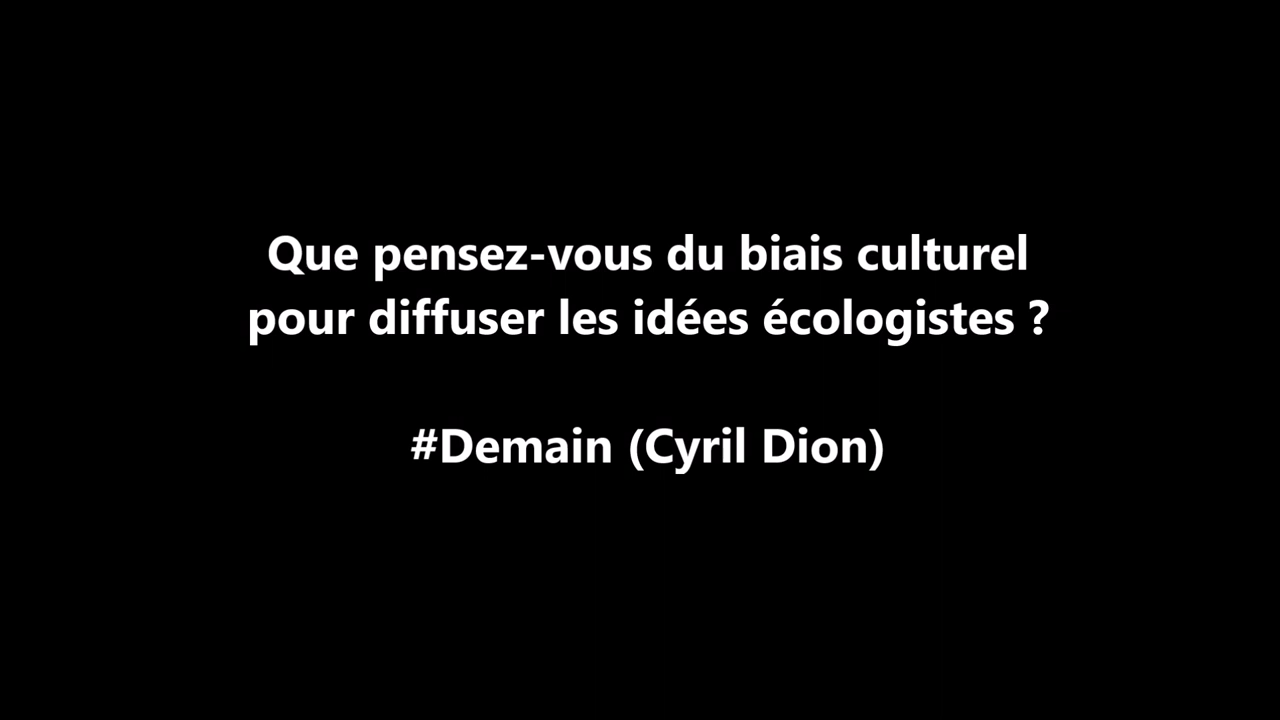 Que pensez-vous du biais culturel
pour diffuser les idées écologistes ?
#Demain (Cyril Dion)